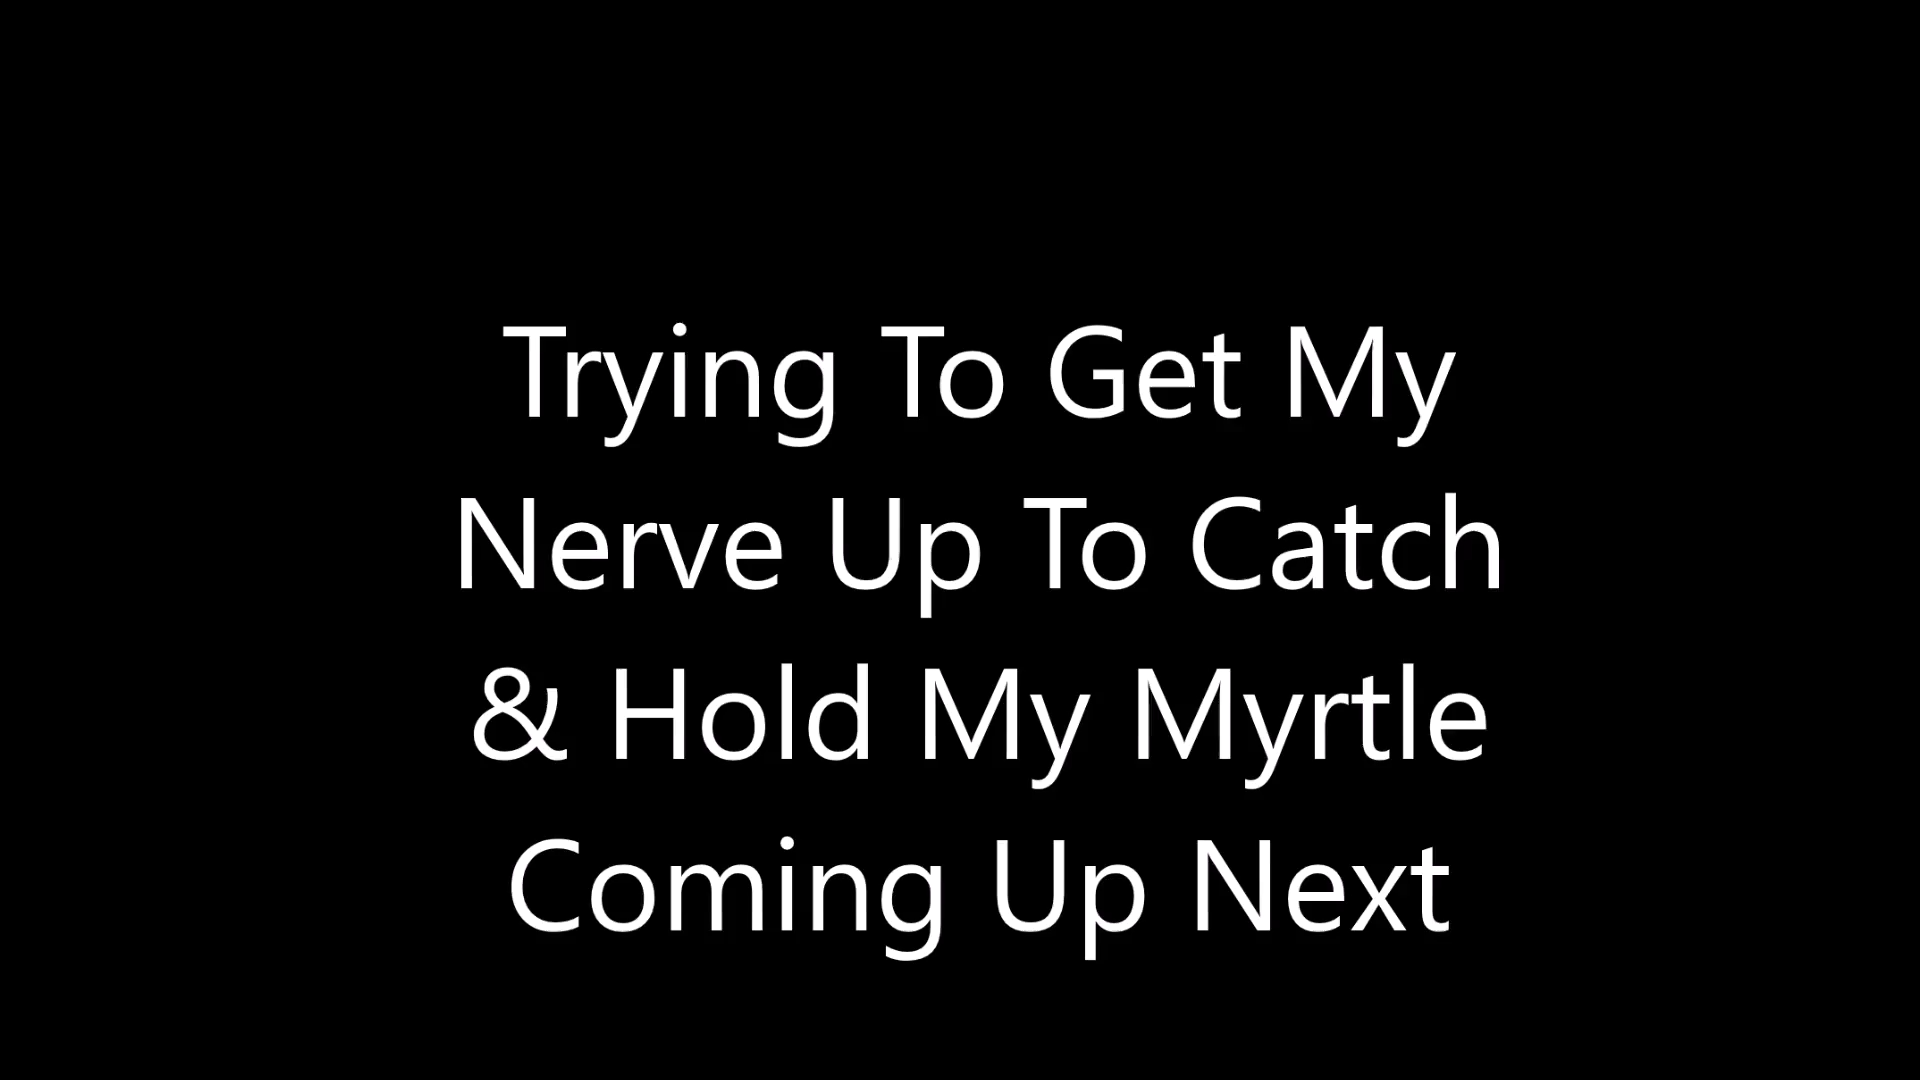 Trying To Get My
Nerve Up To Catch
& Hold My Myrtle
Coming Up Next